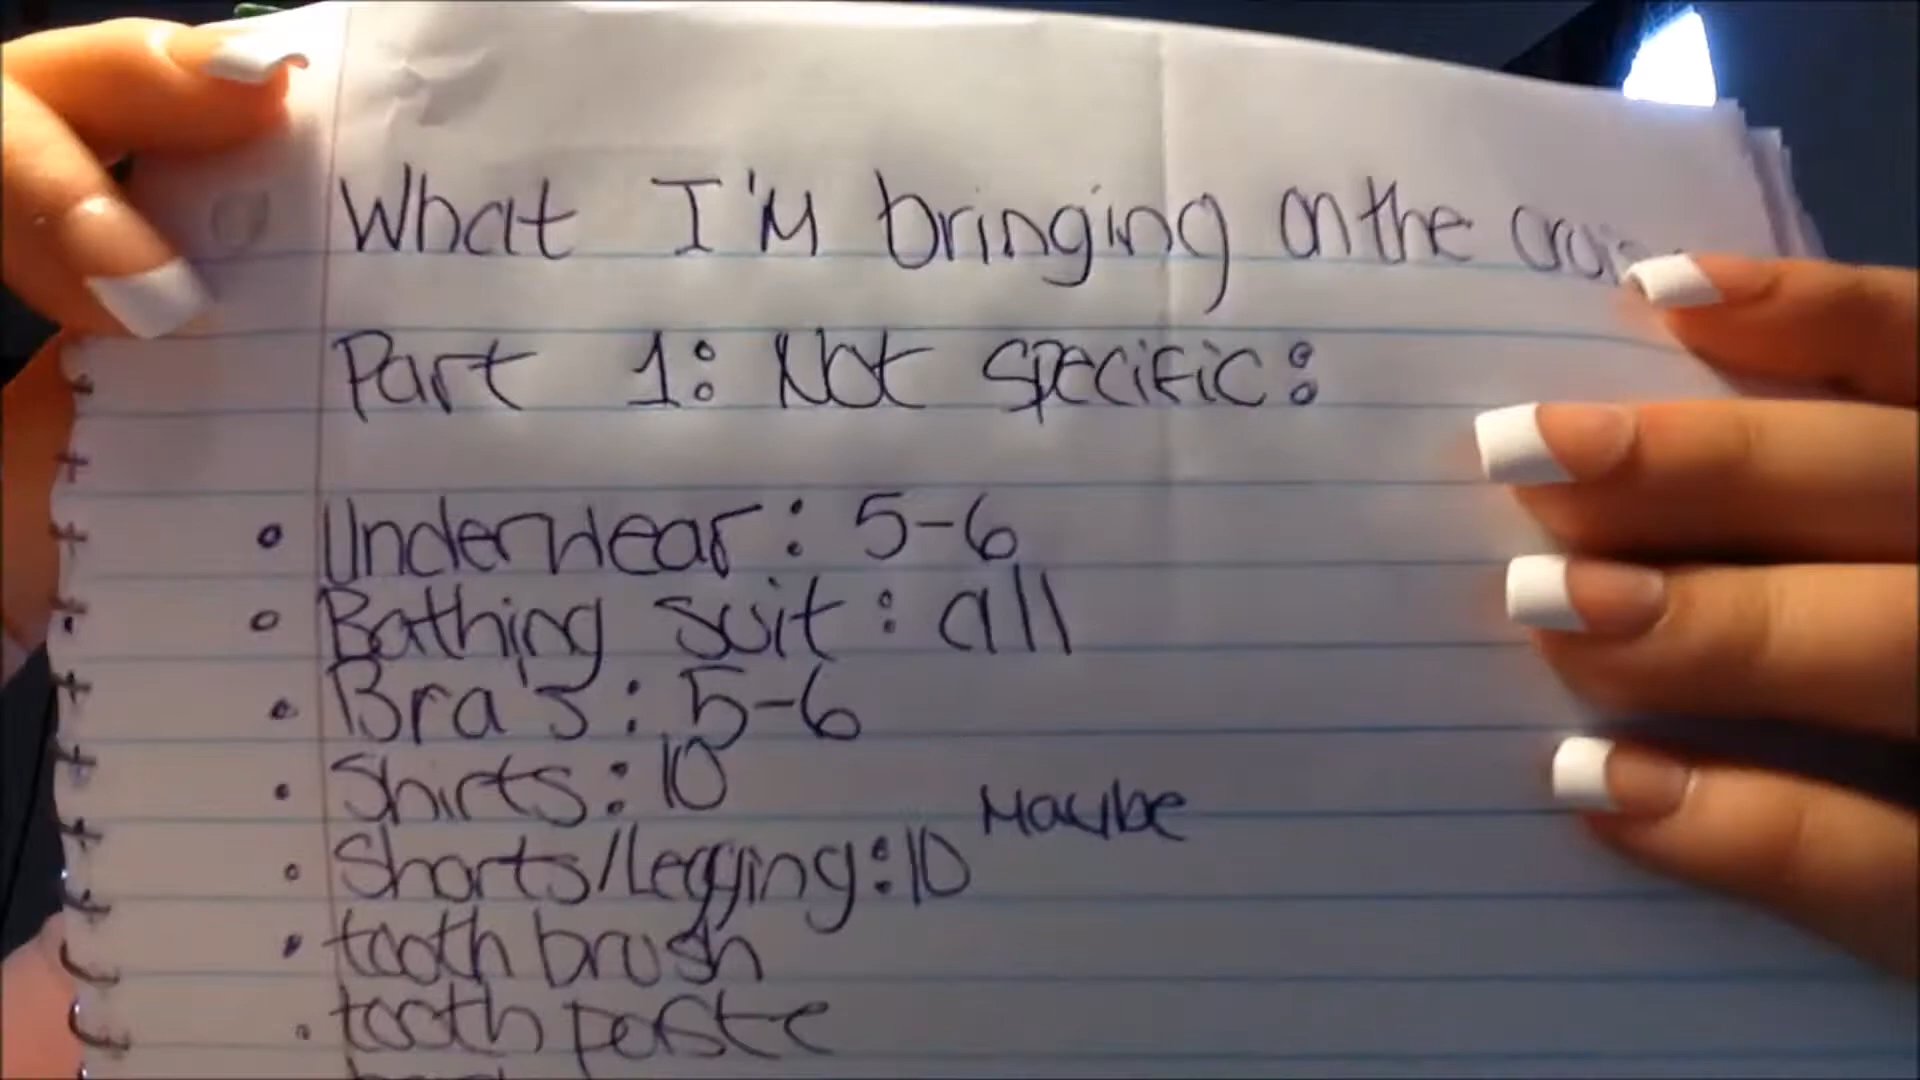 What I'M bringing on the
Part 1: Not specific:
• Underwear: 5-6
• Bathing suit: all
• Bra's: 5-6
• Shirts: 10
Maybe
• Shorts/Legging: 10
• tooth brush
• tooth paste